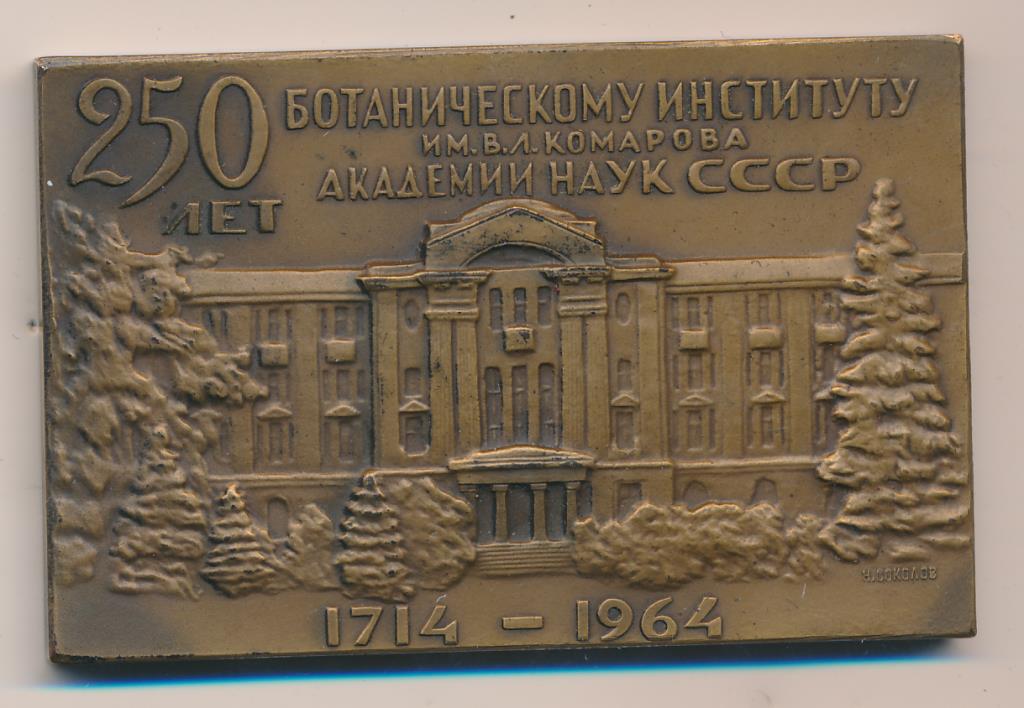 250 БОТАНИЧЕСКОМУ ИНСТИТУТУ
ИМ. В.Л. КОМАРОВА
АКАДЕМИИ НАУК СССР
ЛЕТ
Н.СОКОЛОВ
1714 - 1964